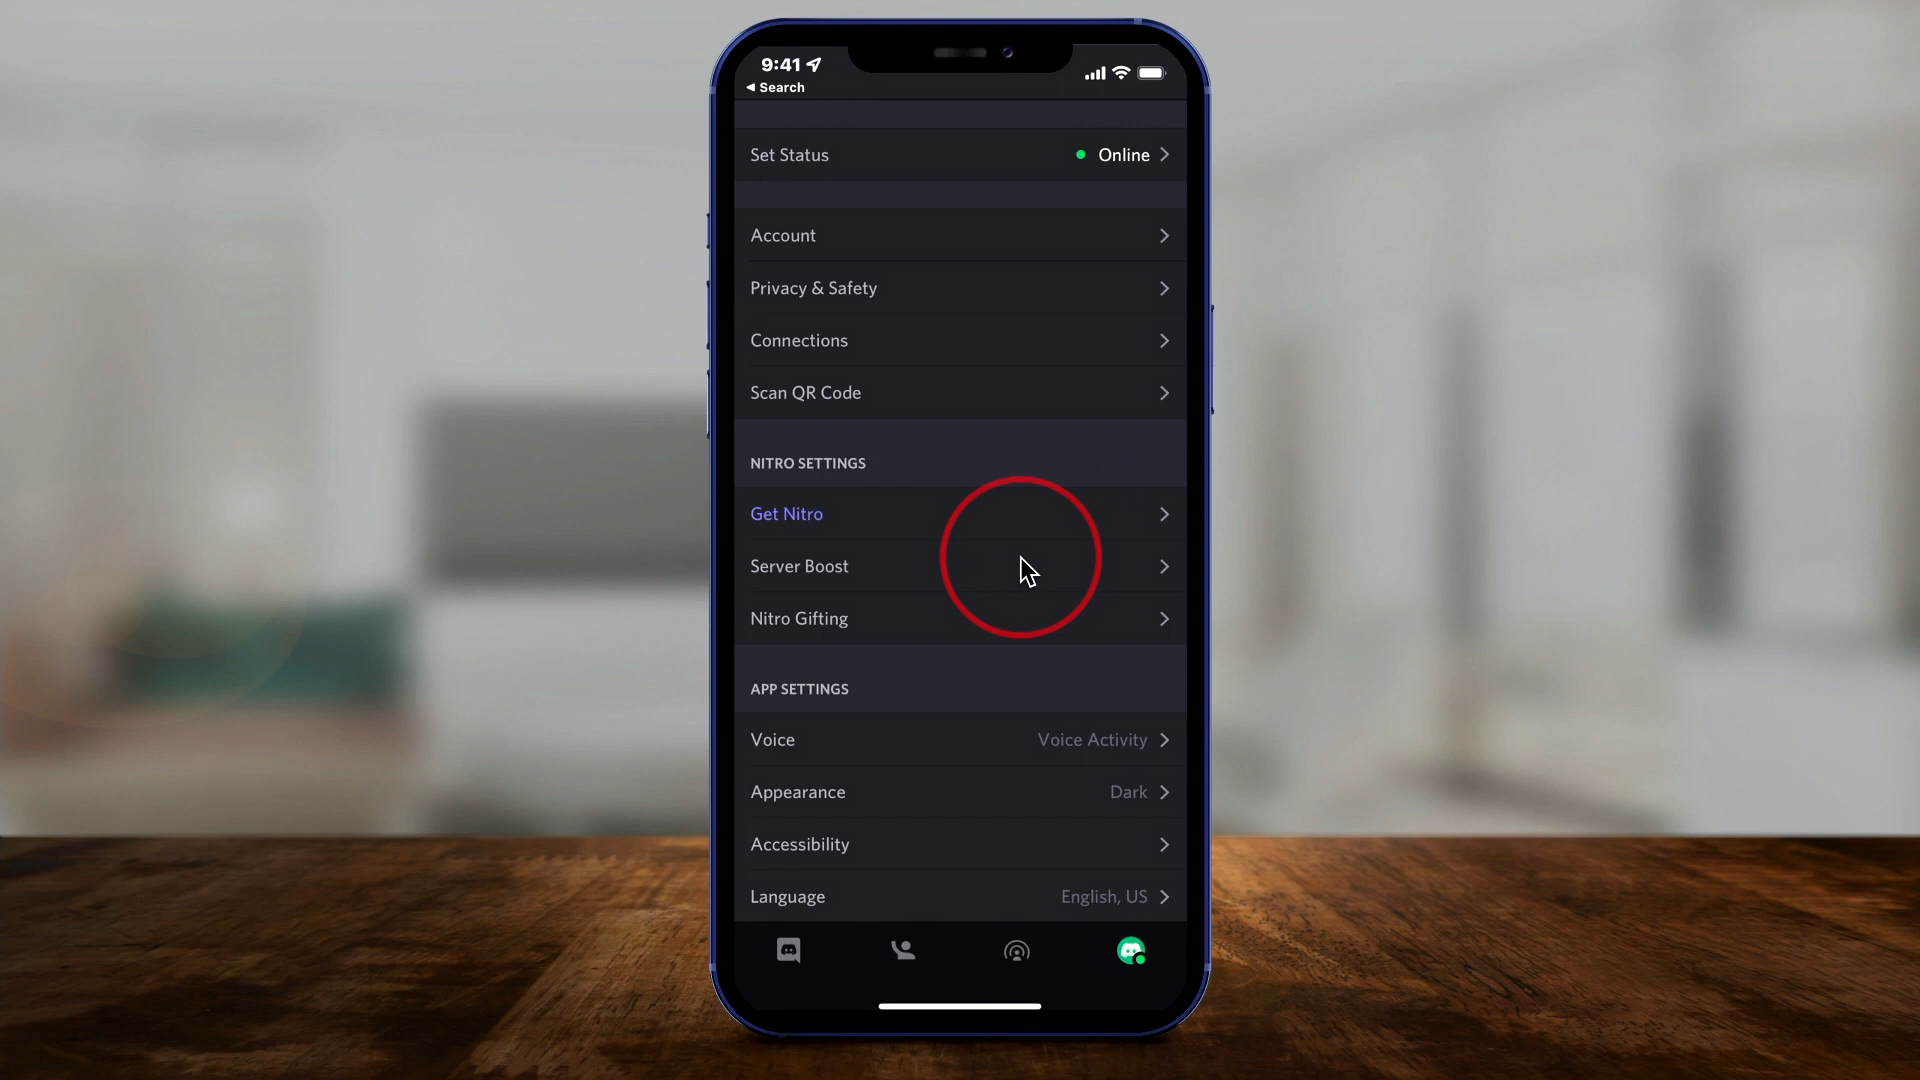 9:41
◀ Search
Set Status Online
Account
Privacy & Safety
Connections
Scan QR Code
NITRO SETTINGS
Get Nitro
Server Boost
Nitro Gifting
APP SETTINGS
Voice Voice Activity
Appearance Dark
Accessibility
Language English, US